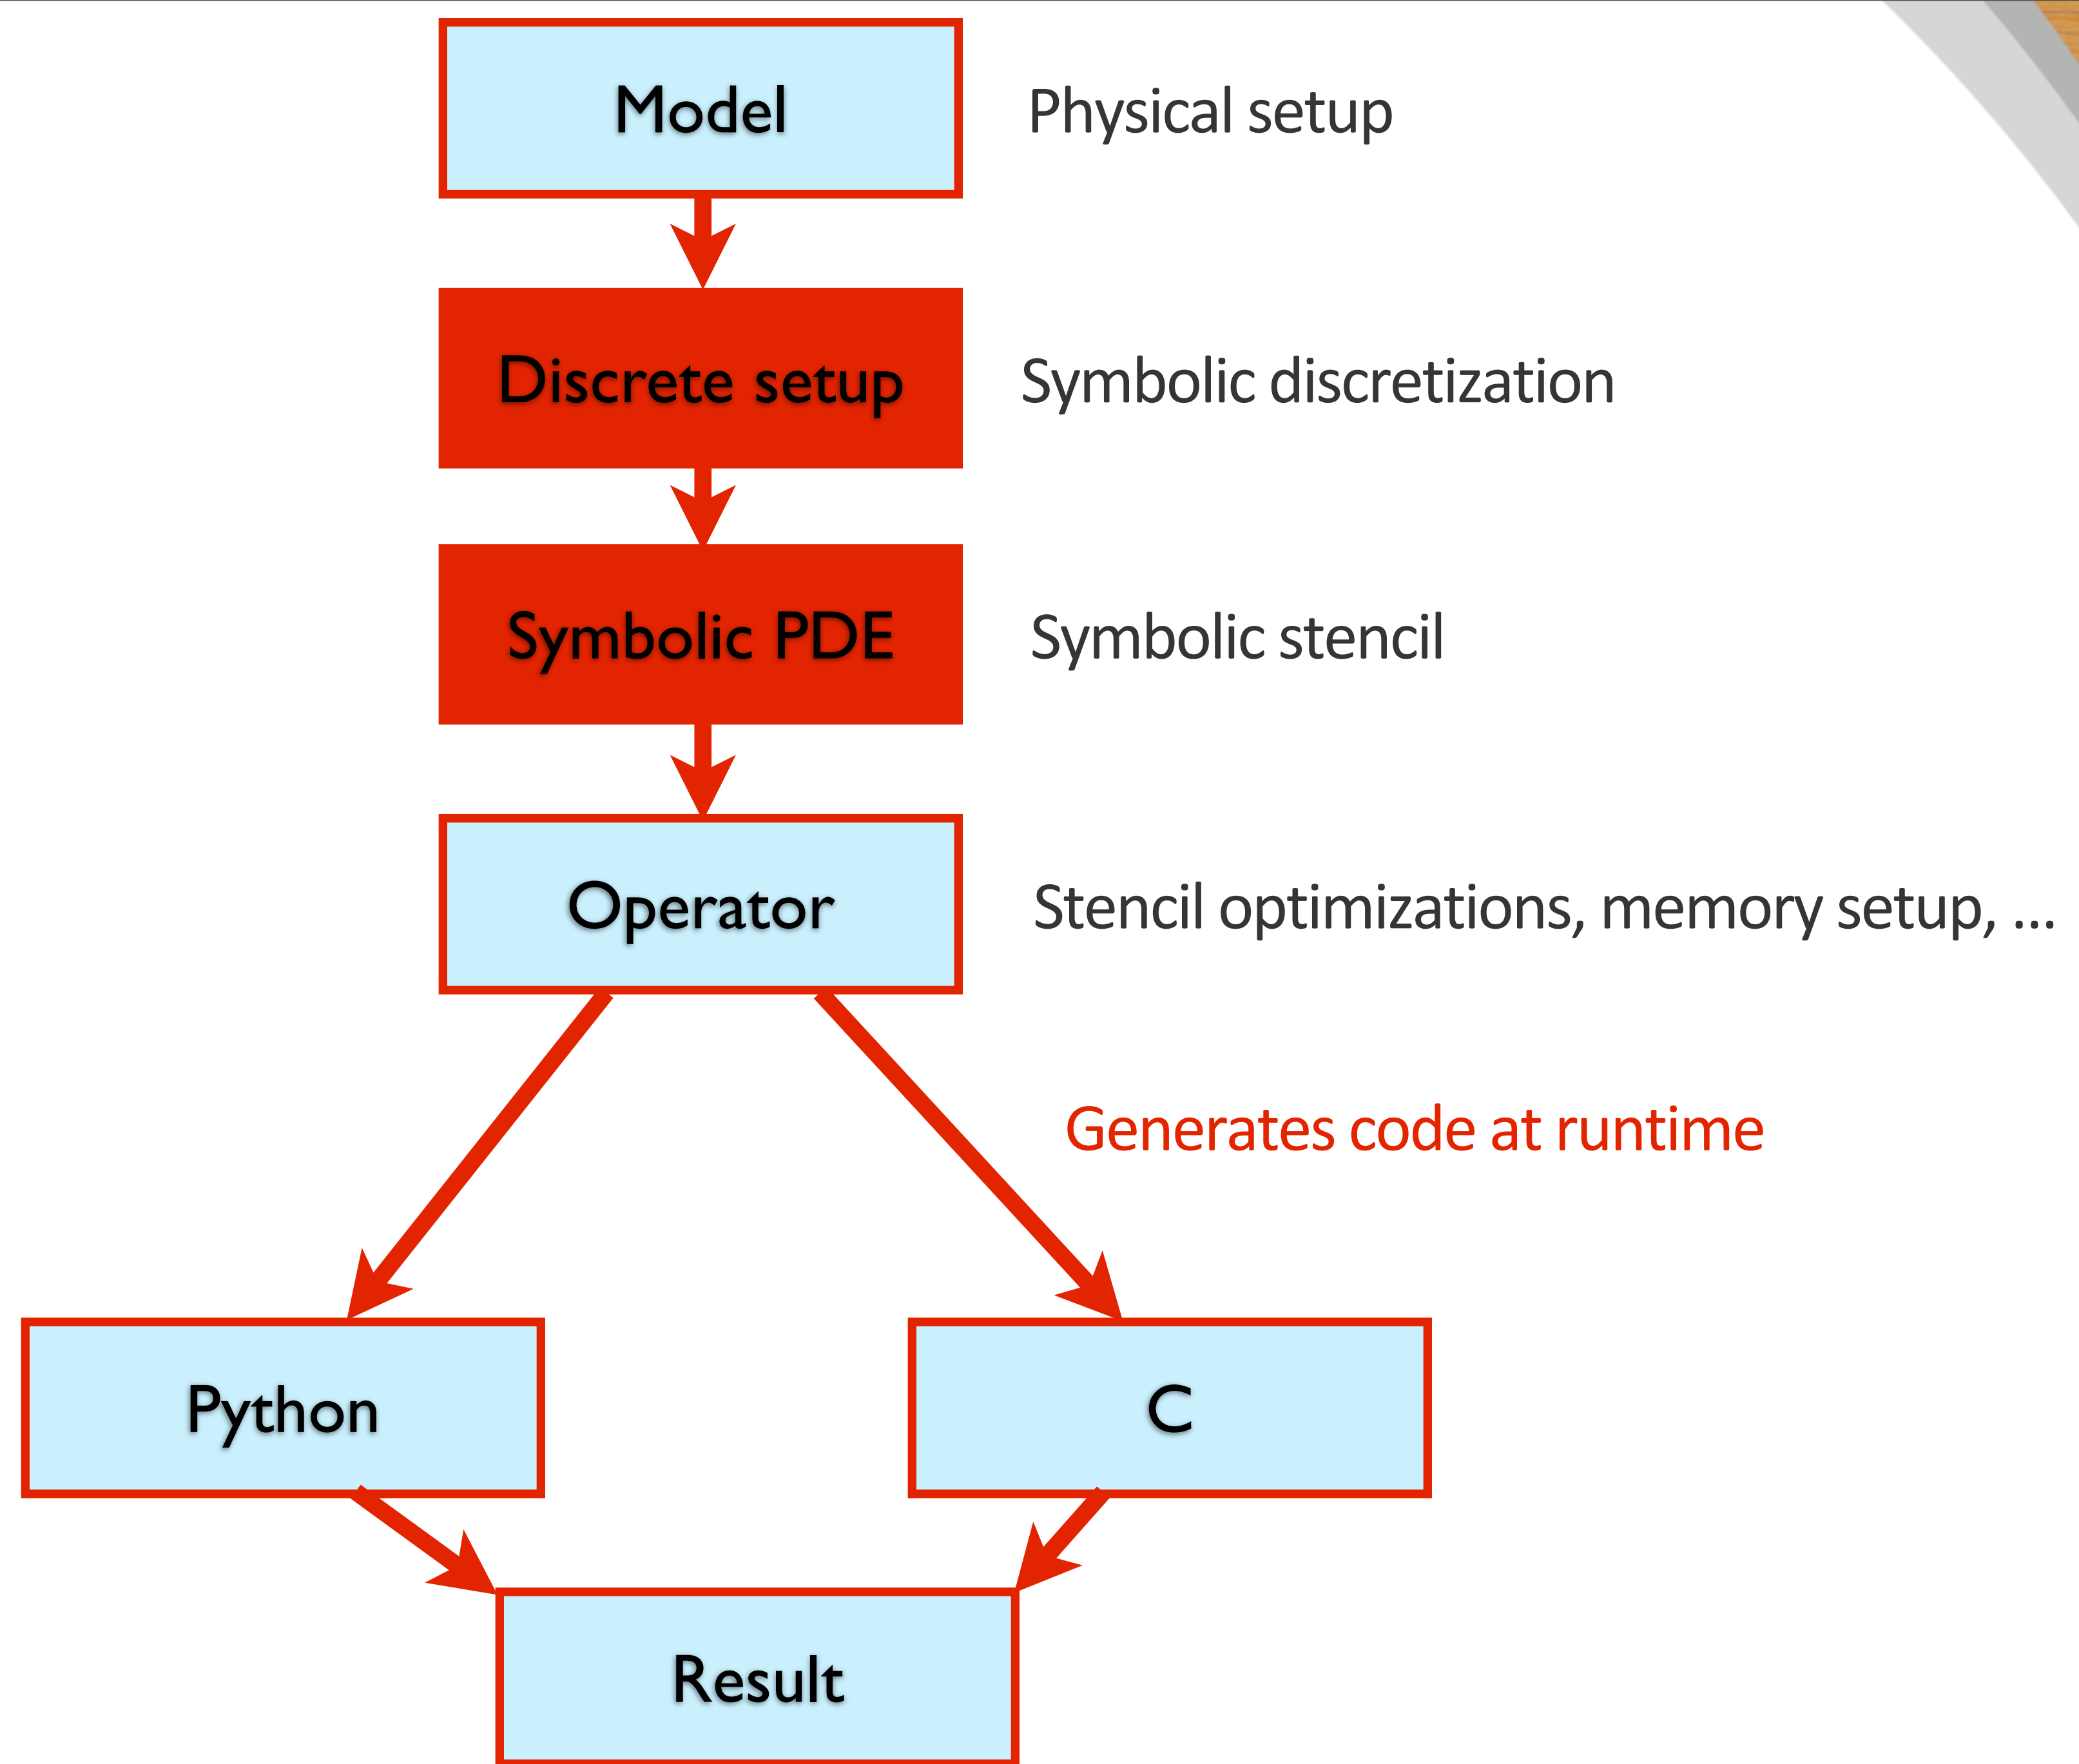 Model
Physical setup
Discrete setup
Symbolic discretization
Symbolic PDE
Symbolic stencil
Operator
Stencil optimizations, memory setup, ...
Generates code at runtime
Python
C
Result